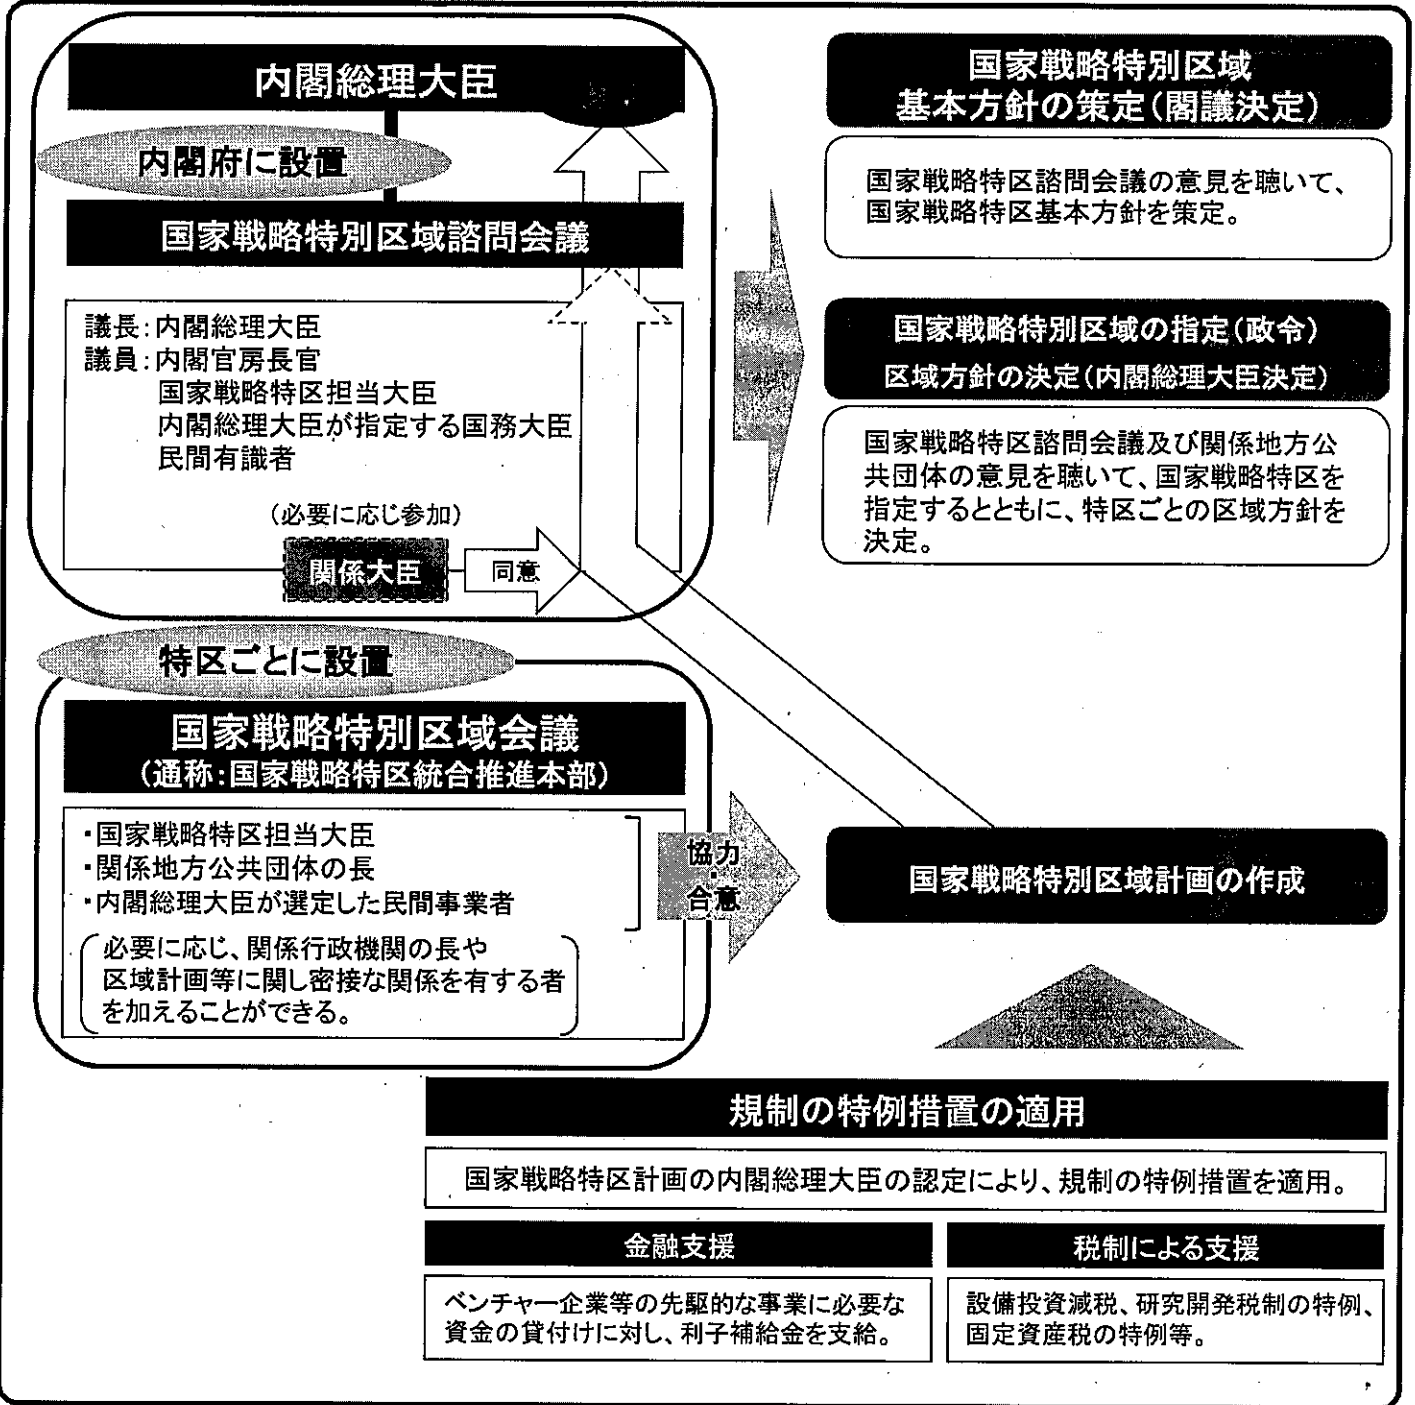 内閣総理大臣
内閣府に設置
国家戦略特別区域諮問会議
議長:内閣総理大臣
議員:内閣官房長官
国家戦略特区担当大臣
内閣総理大臣が指定する国務大臣
民間有識者
(必要に応じ参加)
関係大臣
同意
国家戦略特別区域
基本方針の策定(閣議決定)
国家戦略特区諮問会議の意見を聴いて、
国家戦略特区基本方針を策定。
国家戦略特別区域の指定(政令)
区域方針の決定(内閣総理大臣決定)
国家戦略特区諮問会議及び関係地方公
共団体の意見を聴いて、国家戦略特区を
指定するとともに、特区ごとの区域方針を
決定。
特区ごとに設置
国家戦略特別区域会議
(通称:国家戦略特区統合推進本部)
・国家戦略特区担当大臣
・関係地方公共団体の長
・内閣総理大臣が選定した民間事業者
必要に応じ、関係行政機関の長や
区域計画等に関し密接な関係を有する者
を加えることができる。
協力
・
合意
国家戦略特別区域計画の作成
規制の特例措置の適用
国家戦略特区計画の内閣総理大臣の認定により、規制の特例措置を適用。
金融支援
ベンチャー企業等の先駆的な事業に必要な
資金の貸付けに対し、利子補給金を支給。
税制による支援
設備投資減税、研究開発税制の特例、
固定資産税の特例等。